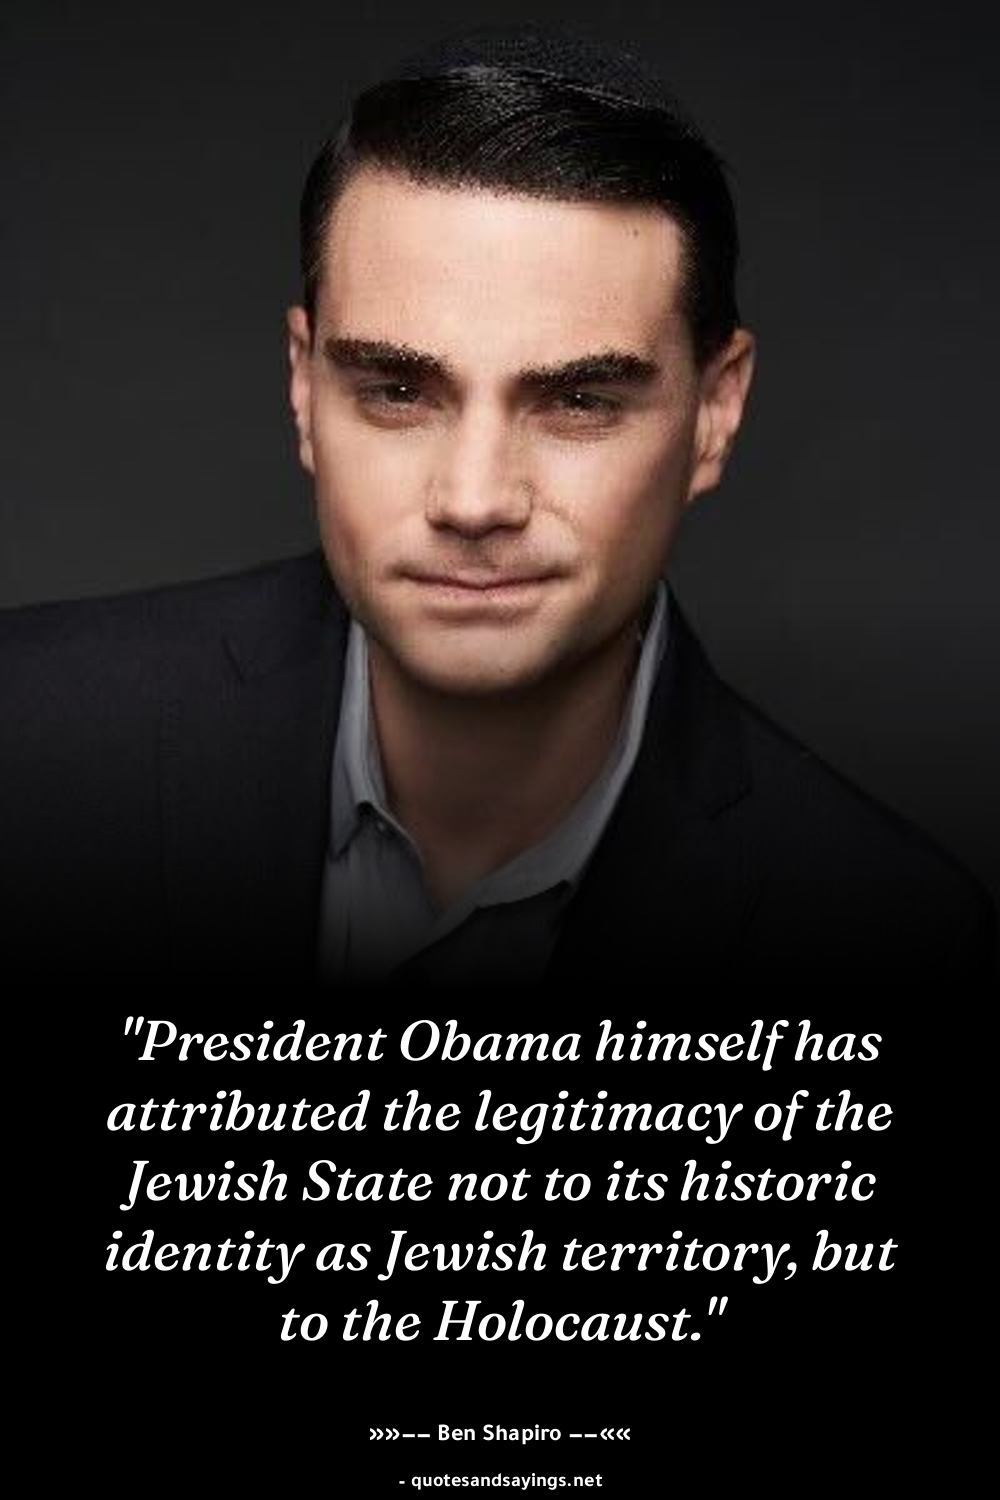 "President Obama himself has
attributed the legitimacy of the
Jewish State not to its historic
identity as Jewish territory, but
to the Holocaust."
»»–– Ben Shapiro ––««
- quotesandsayings.net